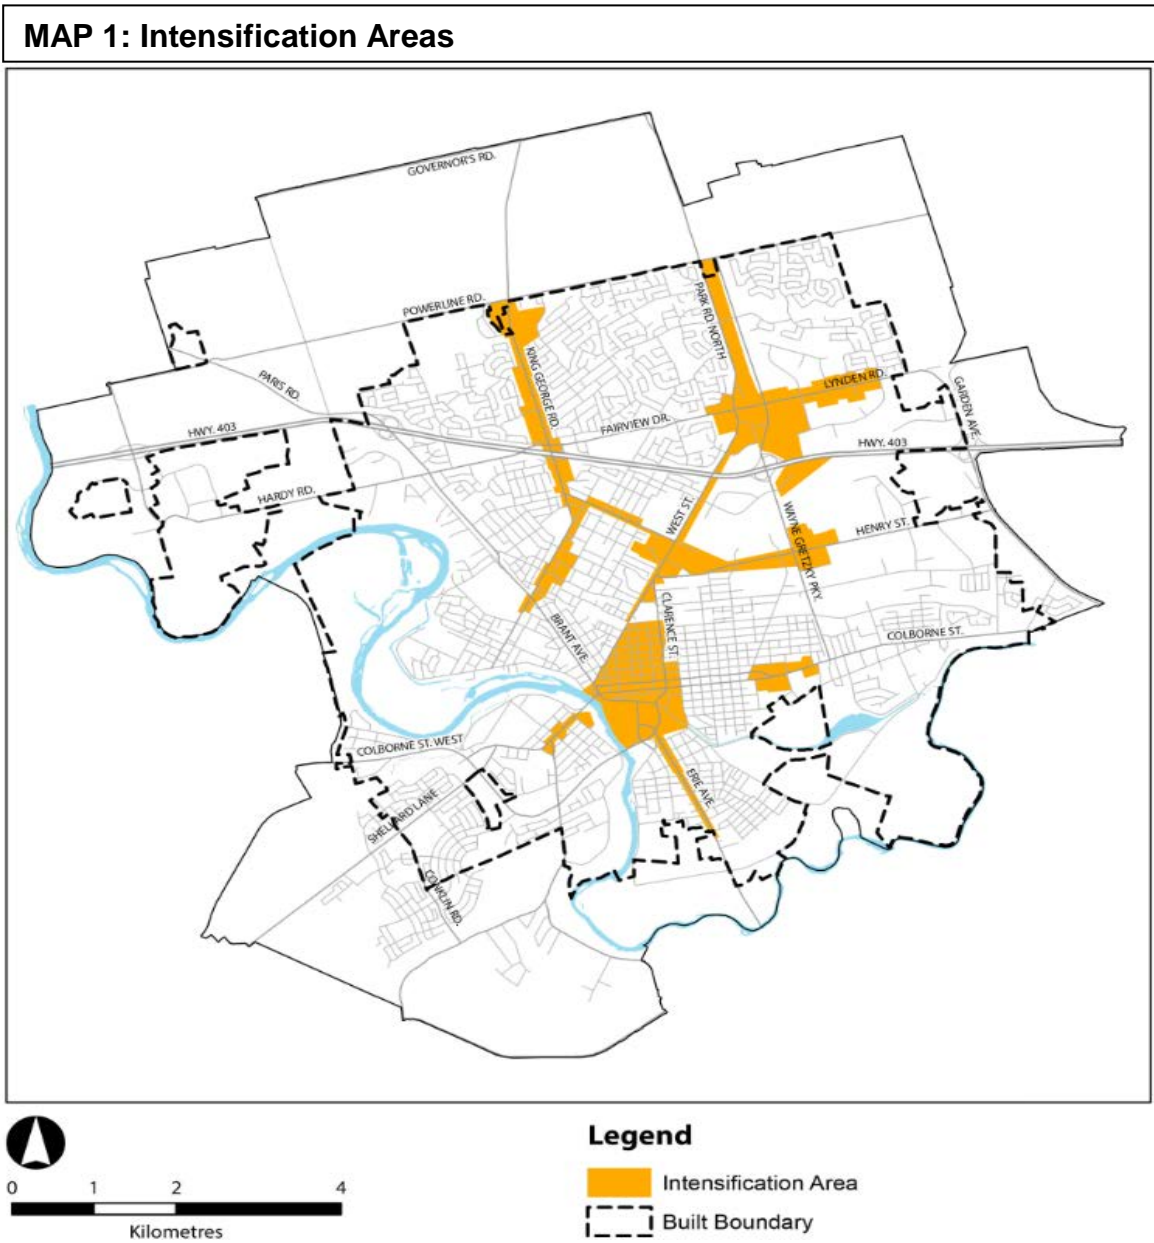 MAP 1: Intensification Areas
GOVERNOR'S RD.
POWERLINE RD.
PARK RD. NORTH
KING GEORGE RD.
PARIS RD.
LYNDEN RD.
GARDEN AVE.
FAIRVIEW DR.
HWY. 403
HWY. 403
HARDY RD.
WEST ST.
WAYNE GRETZKY PKY.
HENRY ST.
BRANT AVE.
CLARENCE ST.
COLBORNE ST.
COLBORNE ST. WEST
ERIE AVE.
SHELLARD LANE
CONKLIN RD.
Legend
0 1 2 4
Kilometres
Intensification Area
Built Boundary